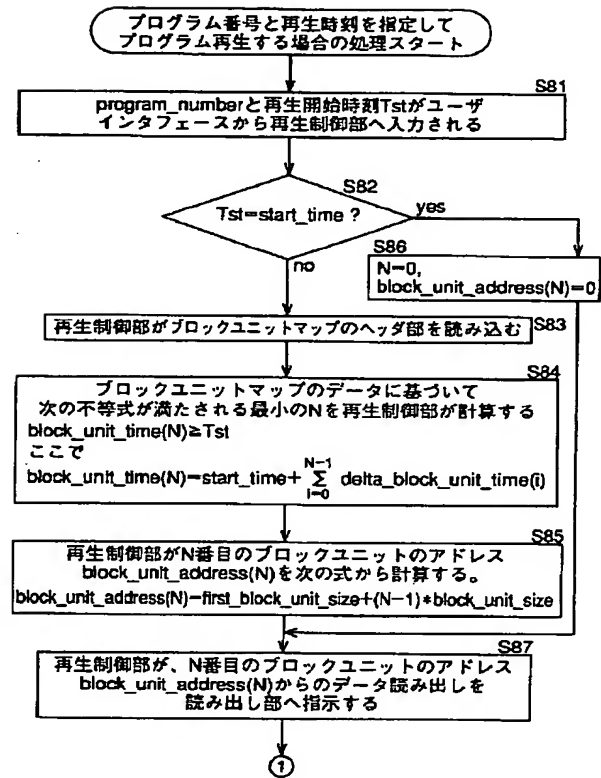 プログラム番号と再生時刻を指定して
プログラム再生する場合の処理スタート
S81
program_numberと再生開始時刻Tstがユーザ
インタフェースから再生制御部へ入力される
S82
Tst=start_time ?
yes
no
S86
N=0,
block_unit_address(N)=0
再生制御部がブロックユニットマップのヘッダ部を読み込む
S83
S84
ブロックユニットマップのデータに基づいて
次の不等式が満たされる最小のNを再生制御部が計算する
block_unit_time(N)≧Tst
ここで
block_unit_time(N)=start_time+ N-1 Σ i=0 delta_block_unit_time(i)
S85
再生制御部がN番目のブロックユニットのアドレス
block_unit_address(N)を次の式から計算する。
block_unit_address(N)=first_block_unit_size+(N-1)*block_unit_size
S87
再生制御部が、N番目のブロックユニットのアドレス
block_unit_address(N)からのデータ読み出しを
読み出し部へ指示する
①